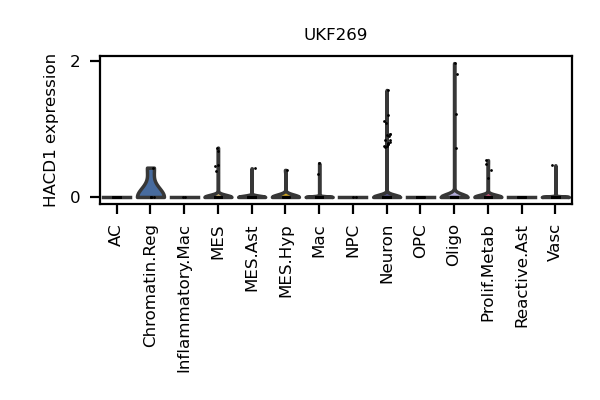 UKF269
HACD1 expression
2
0
AC
Chromatin.Reg
Inflammatory.Mac
MES
MES.Ast
MES.Hyp
Mac
NPC
Neuron
OPC
Oligo
Prolif.Metab
Reactive.Ast
Vasc